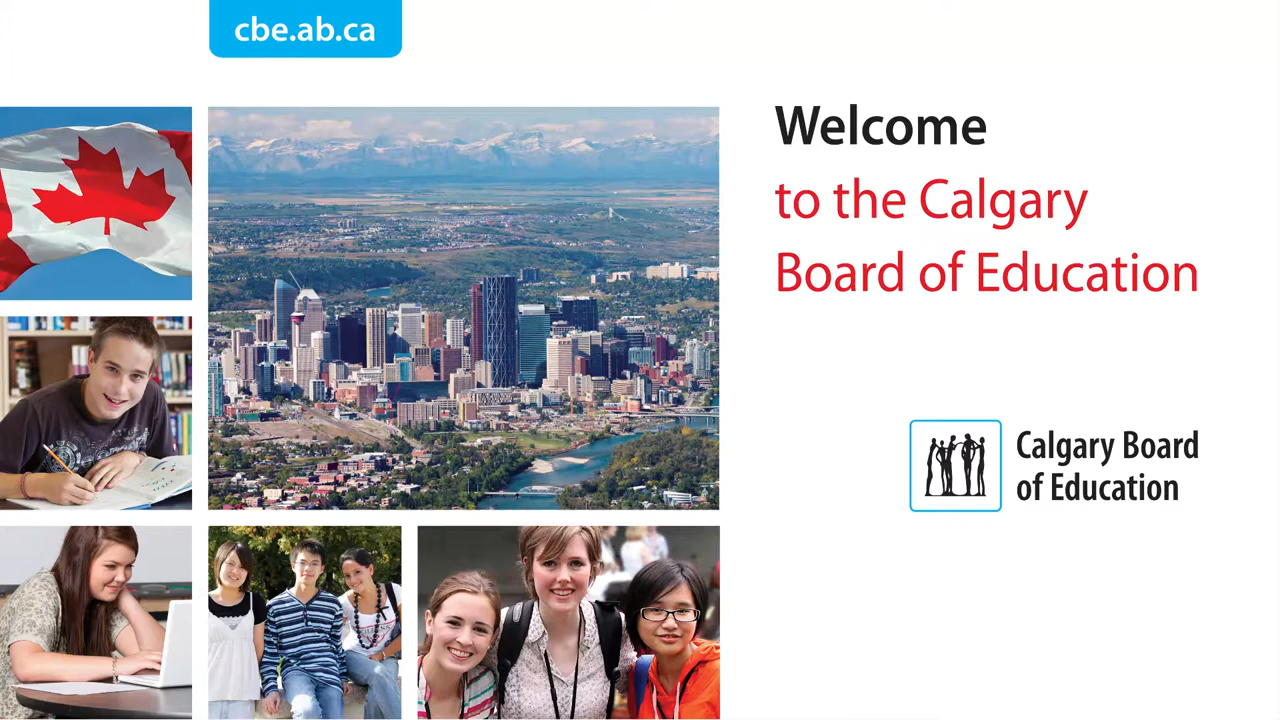 cbe.ab.ca
Welcome
to the Calgary
Board of Education
Calgary Board
of Education